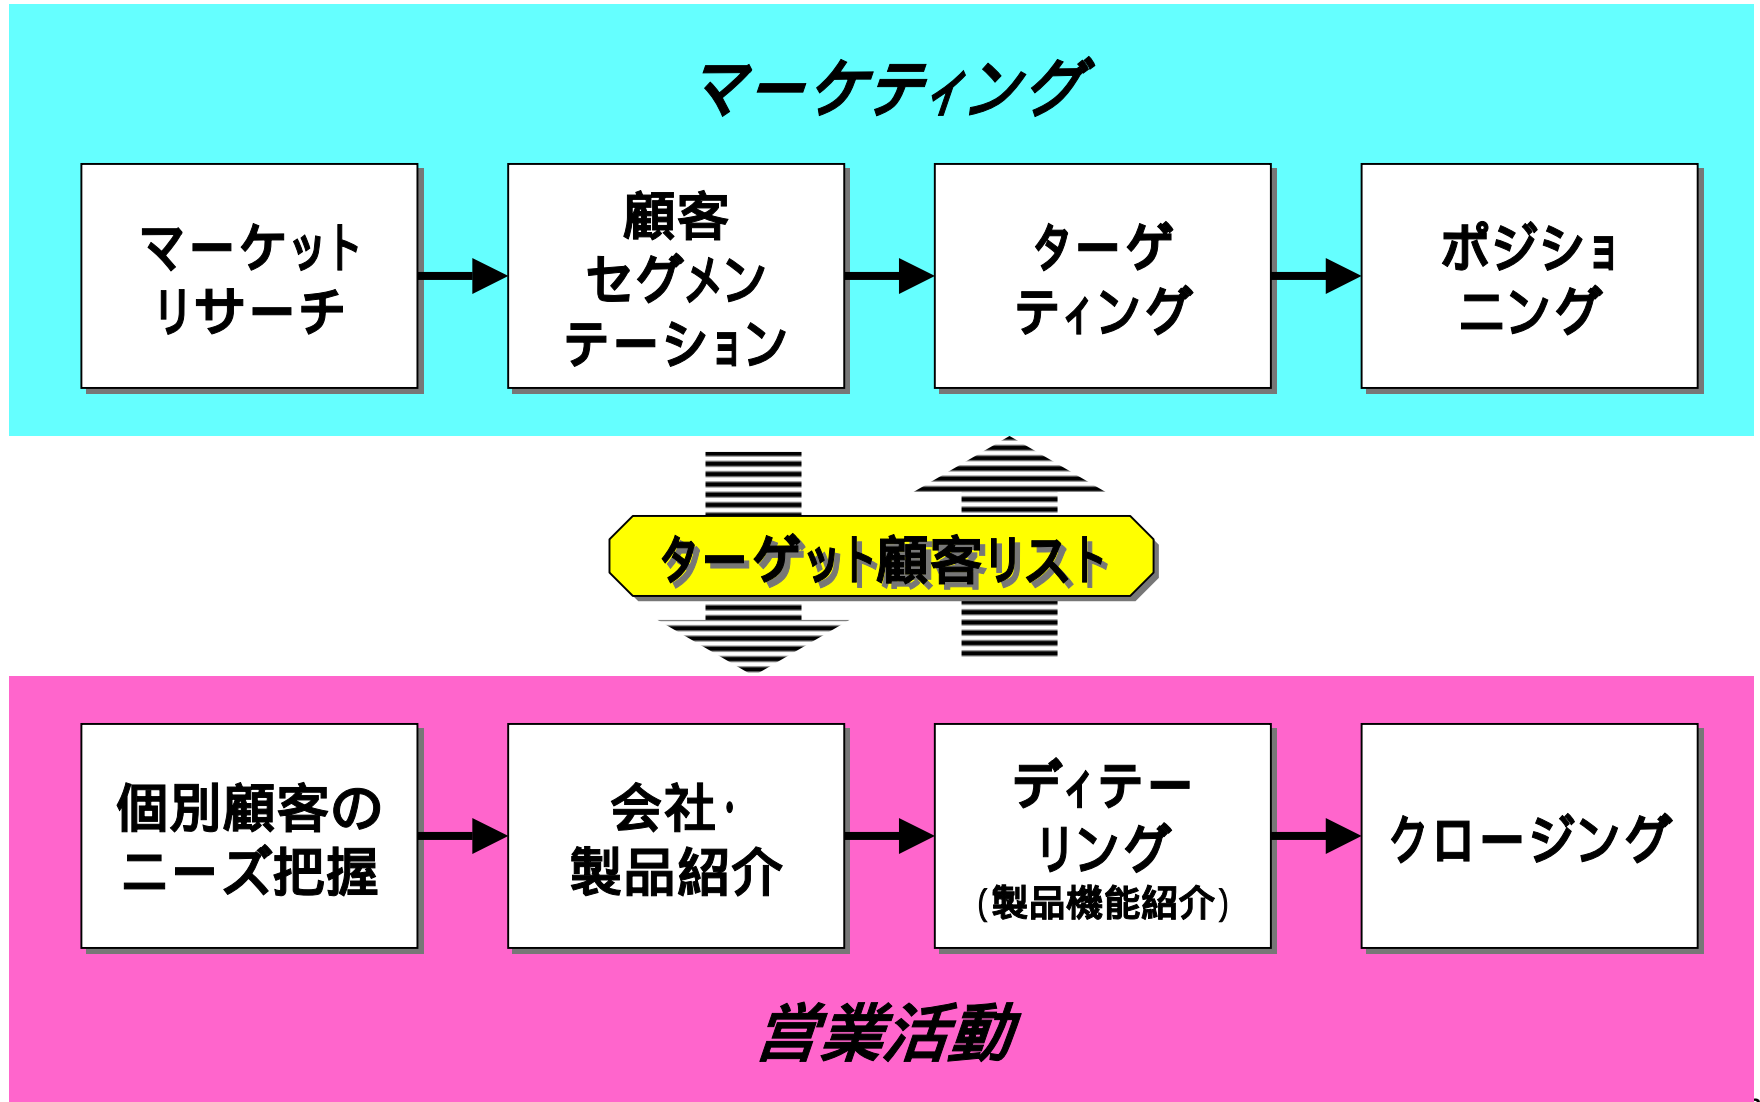 マーケティング
マーケット
リサーチ
顧客
セグメン
テーション
ターゲ
ティング
ポジショ
ニング
ターゲット顧客リスト
個別顧客の
ニーズ把握
会社・
製品紹介
ディテー
リング
（製品機能紹介）
クロージング
営業活動